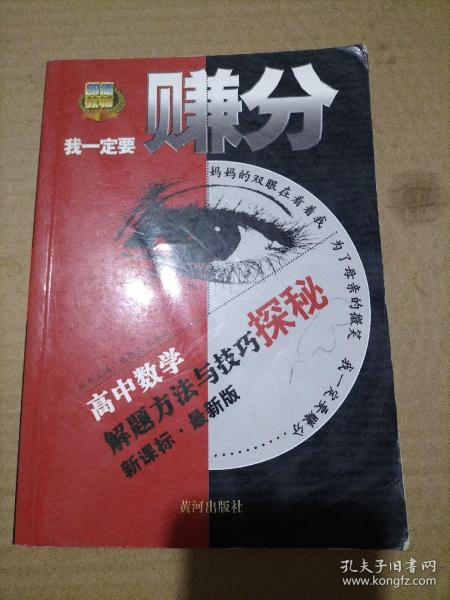 我一定要
赚分
妈妈的双眼在看着我 为了母亲的微笑 我一定要赚分……
高中数学
解题方法与技巧探秘
新课标·最新版
黄河出版社
孔夫子旧书网
www.kongfz.com